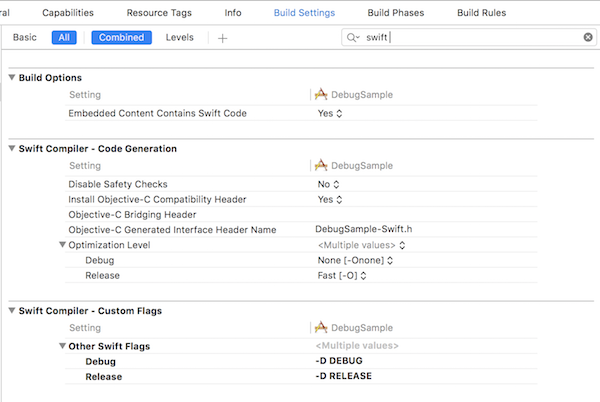 ral Capabilities Resource Tags Info Build Settings Build Phases Build Rules
Basic All Combined Levels + swift
Build Options
Setting DebugSample
Embedded Content Contains Swift Code Yes
Swift Compiler - Code Generation
Setting DebugSample
Disable Safety Checks No
Install Objective-C Compatibility Header Yes
Objective-C Bridging Header
Objective-C Generated Interface Header Name DebugSample-Swift.h
Optimization Level <Multiple values>
Debug None [-Onone]
Release Fast [-O]
Swift Compiler - Custom Flags
Setting DebugSample
Other Swift Flags <Multiple values>
Debug -D DEBUG
Release -D RELEASE